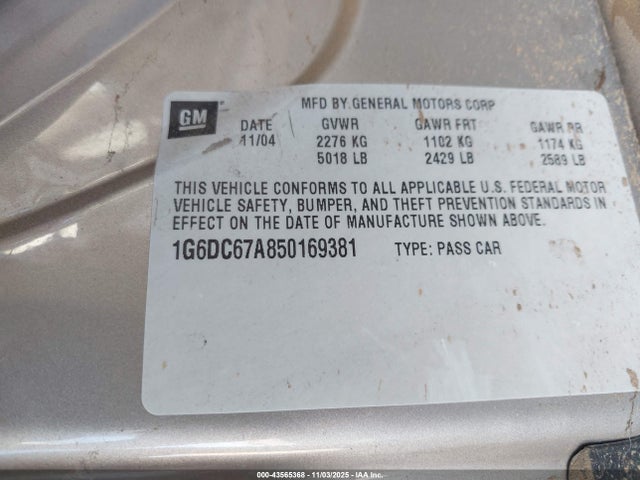 GM
MFD BY GENERAL MOTORS CORP
DATE GVWR GAWR FRT GAWR RR
11/04 2276 KG 1102 KG 1174 KG
5018 LB 2429 LB 2589 LB
THIS VEHICLE CONFORMS TO ALL APPLICABLE U.S. FEDERAL MOTOR
VEHICLE SAFETY, BUMPER, AND THEFT PREVENTION STANDARDS IN
EFFECT ON THE DATE OF MANUFACTURE SHOWN ABOVE.
1G6DC67A850169381 TYPE: PASS CAR
000-43565368 - 11/03/2025 - IAA Inc.